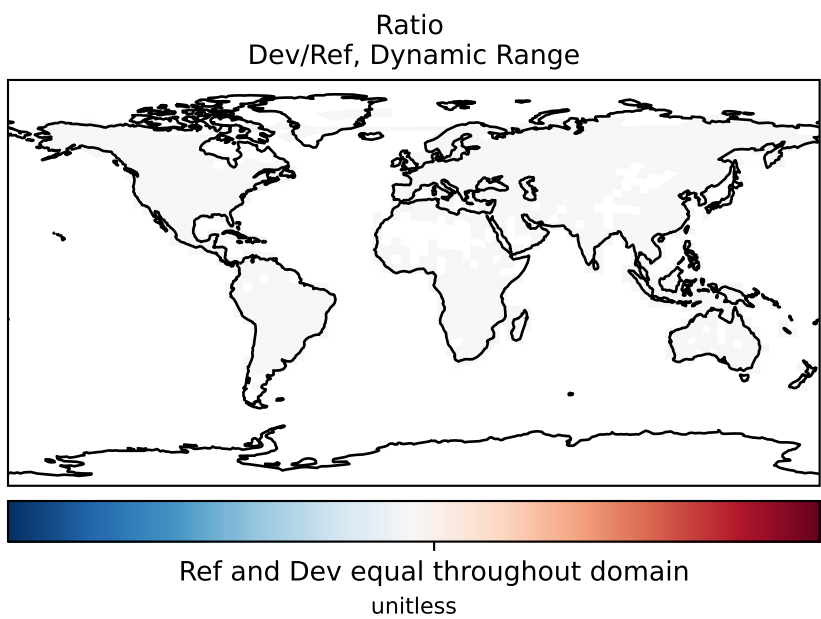 Ratio
Dev/Ref, Dynamic Range
Ref and Dev equal throughout domain
unitless